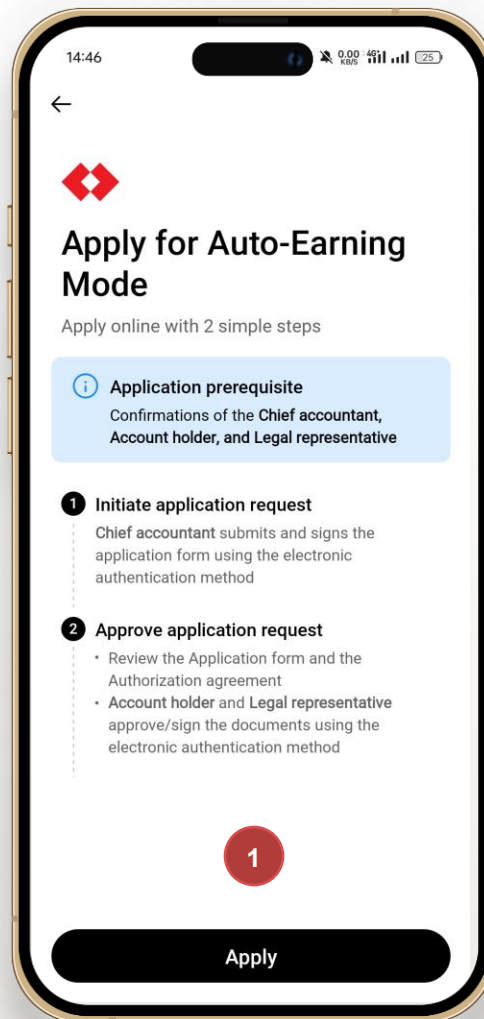 14:46 0.00 KB/S 4G 25
Apply for Auto-Earning
Mode
Apply online with 2 simple steps
Application prerequisite
Confirmations of the Chief accountant,
Account holder, and Legal representative
1 Initiate application request
Chief accountant submits and signs the
application form using the electronic
authentication method
2 Approve application request
• Review the Application form and the
Authorization agreement
• Account holder and Legal representative
approve/sign the documents using the
electronic authentication method
1
Apply